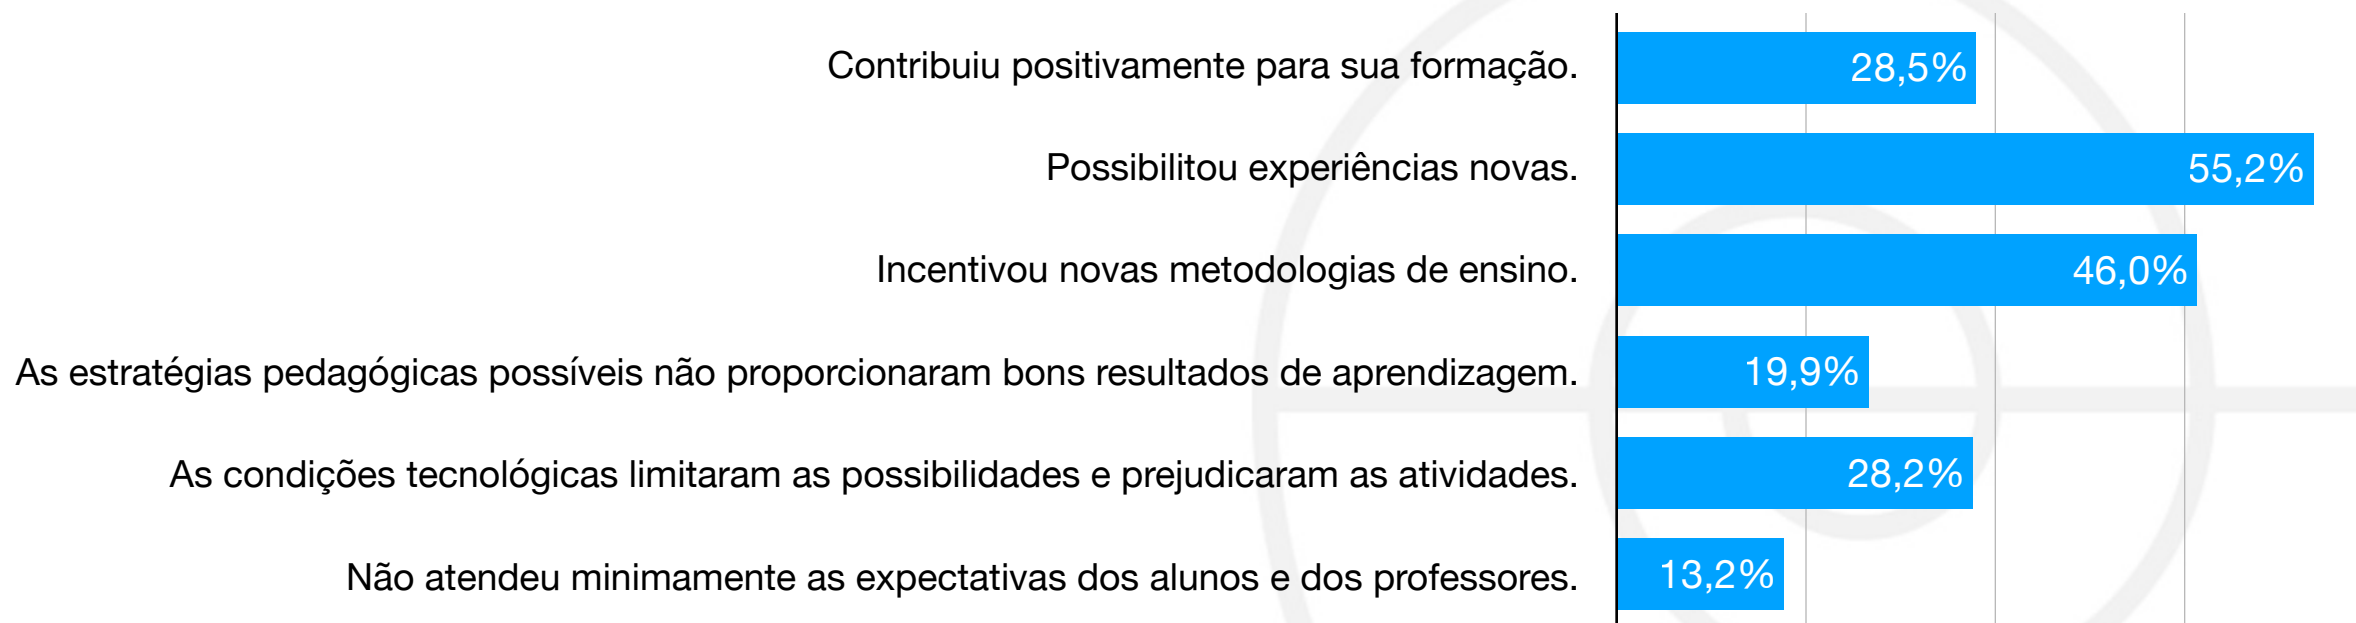 Contribuiu positivamente para sua formação. 28,5%
Possibilitou experiências novas. 55,2%
Incentivou novas metodologias de ensino. 46,0%
As estratégias pedagógicas possíveis não proporcionaram bons resultados de aprendizagem. 19,9%
As condições tecnológicas limitaram as possibilidades e prejudicaram as atividades. 28,2%
Não atendeu minimamente as expectativas dos alunos e dos professores. 13,2%